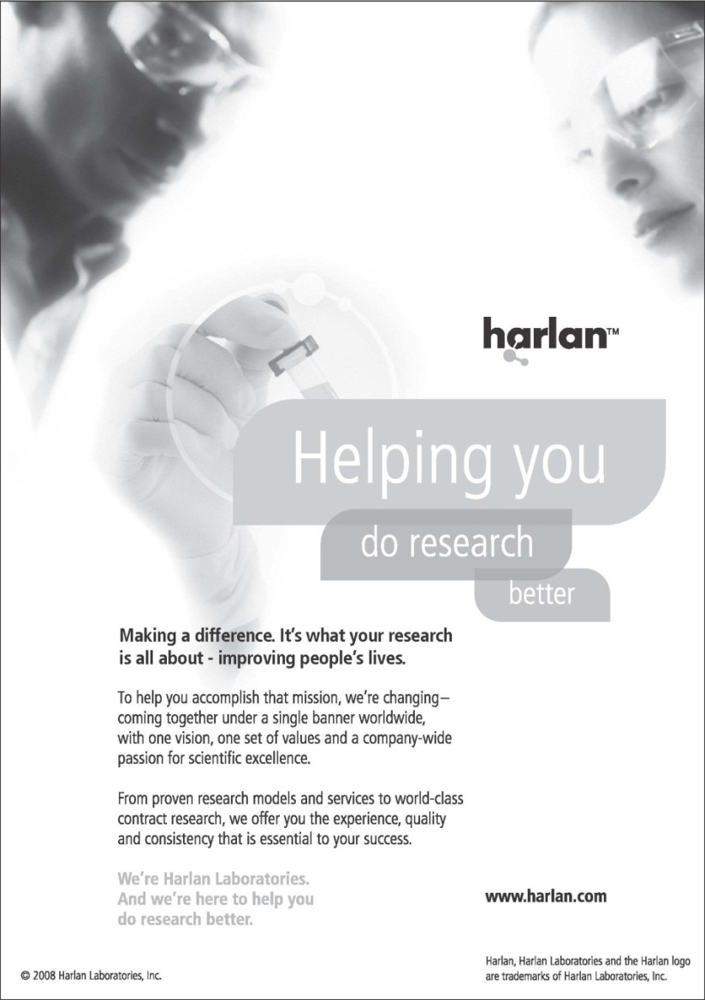 harlan™
Helping you
do research
better
Making a difference. It's what your research
is all about - improving people's lives.
To help you accomplish that mission, we're changing—
coming together under a single banner worldwide,
with one vision, one set of values and a company-wide
passion for scientific excellence.
From proven research models and services to world-class
contract research, we offer you the experience, quality
and consistency that is essential to your success.
We're Harlan Laboratories.
And we're here to help you
do research better.
www.harlan.com
Harlan, Harlan Laboratories and the Harlan logo
are trademarks of Harlan Laboratories, Inc.
© 2008 Harlan Laboratories, Inc.